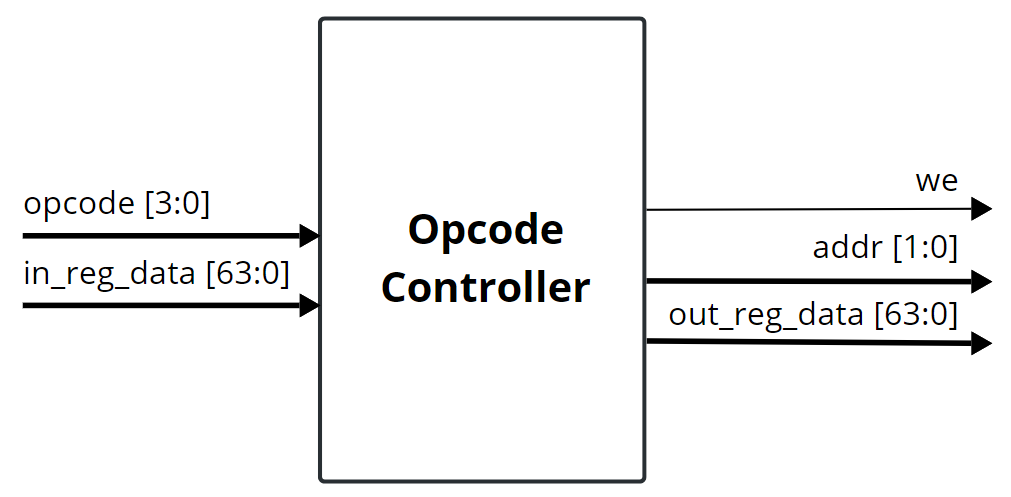 opcode [3:0]
in_reg_data [63:0]
Opcode
Controller
we
addr [1:0]
out_reg_data [63:0]